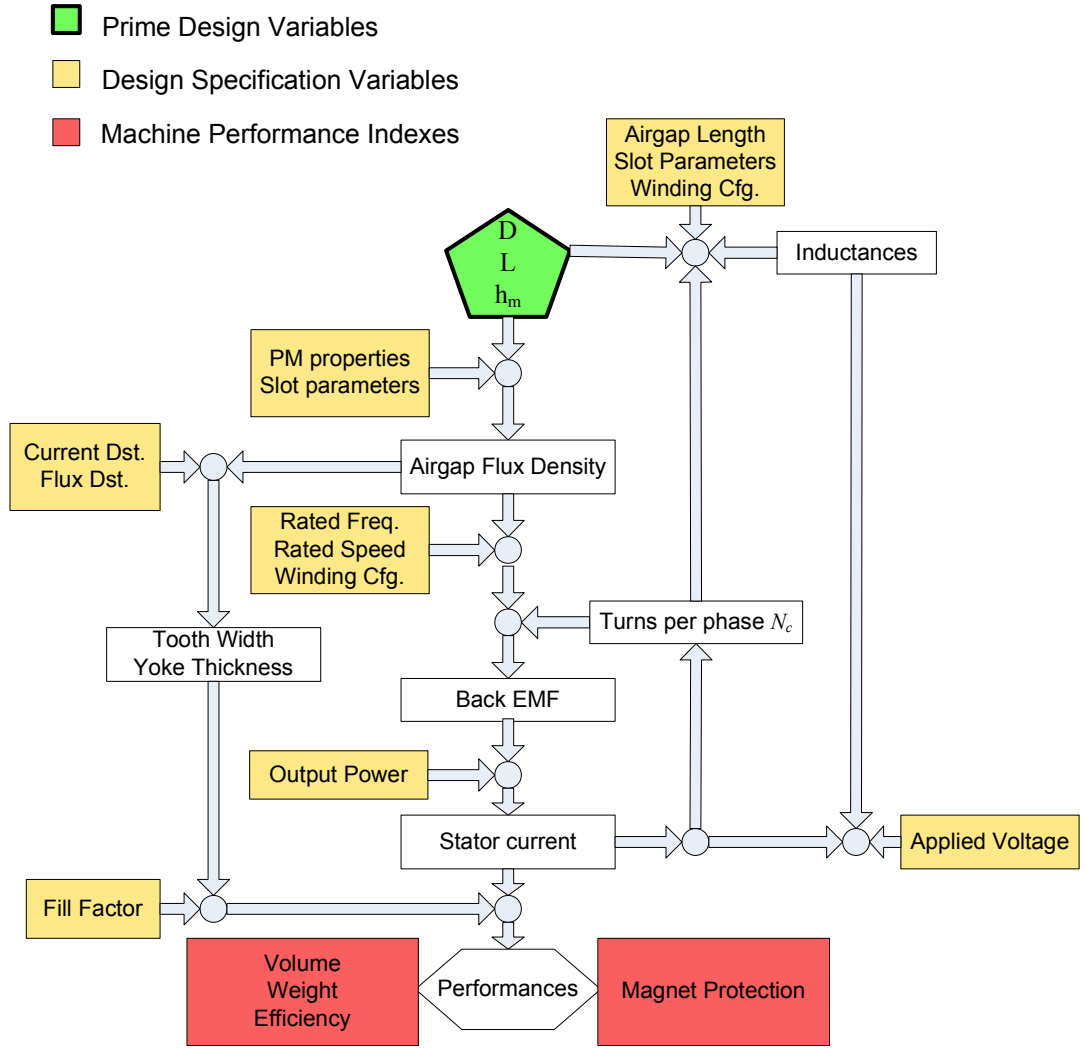 Prime Design Variables
Design Specification Variables
Machine Performance Indexes
Airgap Length
Slot Parameters
Winding Cfg.
D
L
hₘ
Inductances
PM properties
Slot parameters
Current Dst.
Flux Dst.
Airgap Flux Density
Rated Freq.
Rated Speed
Winding Cfg.
Turns per phase N_c
Tooth Width
Yoke Thickness
Back EMF
Output Power
Stator current
Applied Voltage
Fill Factor
Volume
Weight
Efficiency
Performances
Magnet Protection